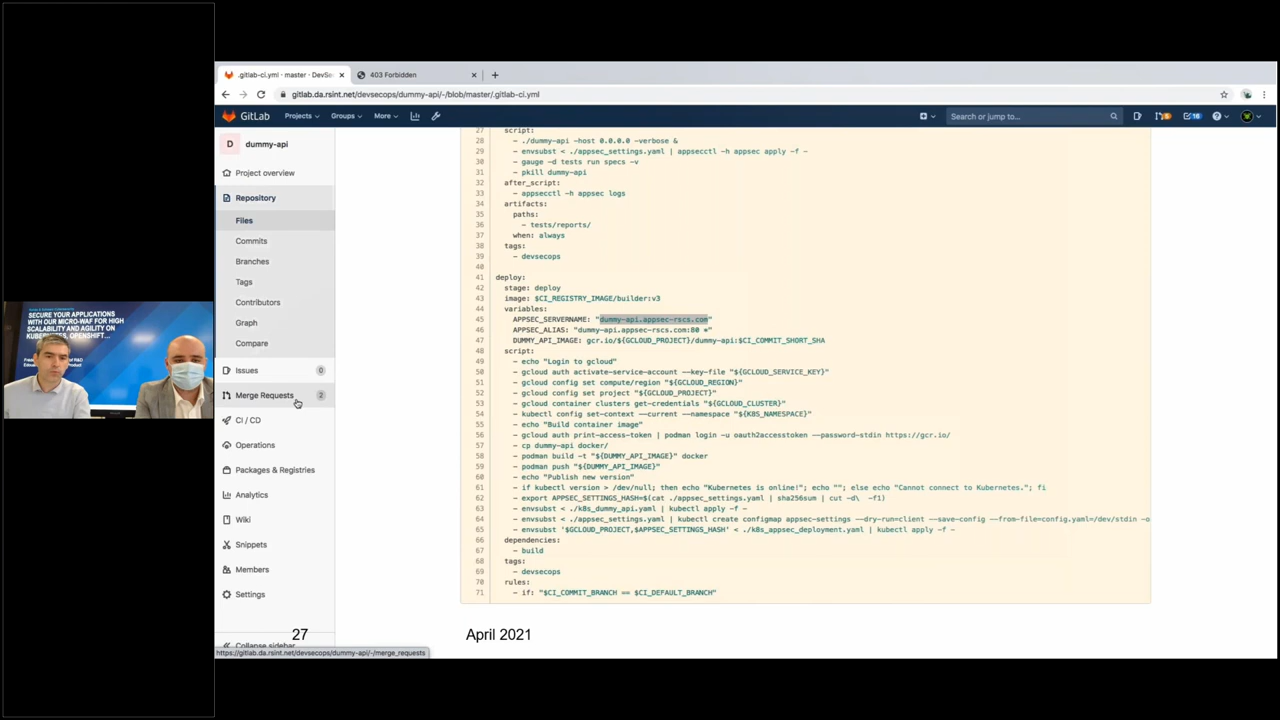 .gitlab-ci.yml · master · DevSe
403 Forbidden
gitlab.da.rsint.net/devsecops/dummy-api/-/blob/master/.gitlab-ci.yml
GitLab
Projects
Groups
More
Search or jump to...
D
dummy-api
Project overview
Repository
Files
Commits
Branches
Tags
Contributors
Graph
Compare
Issues
0
Merge Requests
2
CI / CD
Operations
Packages & Registries
Analytics
Wiki
Snippets
Members
Settings
Collapse sidebar
https://gitlab.da.rsint.net/devsecops/dummy-api/-/merge_requests
27 script:
28 - ./dummy-api -host 0.0.0.0 -verbose &
29 - envsubst < ./appsec_settings.yaml | appsecctl -h appsec apply -f -
30 - gauge -d tests run specs -v
31 - pkill dummy-api
32 after_script:
33 - appsecctl -h appsec logs
34 artifacts:
35 paths:
36 - tests/reports/
37 when: always
38 tags:
39 - devsecops
40
41 deploy:
42 stage: deploy
43 image: $CI_REGISTRY_IMAGE/builder:v3
44 variables:
45 APPSEC_SERVERNAME: "dummy-api.appsec-rscs.com"
46 APPSEC_ALIAS: "dummy-api.appsec-rscs.com:80 *"
47 DUMMY_API_IMAGE: gcr.io/${GCLOUD_PROJECT}/dummy-api:$CI_COMMIT_SHORT_SHA
48 script:
49 - echo "Login to gcloud"
50 - gcloud auth activate-service-account --key-file "${GCLOUD_SERVICE_KEY}"
51 - gcloud config set compute/region "${GCLOUD_REGION}"
52 - gcloud config set project "${GCLOUD_PROJECT}"
53 - gcloud container clusters get-credentials "${GCLOUD_CLUSTER}"
54 - kubectl config set-context --current --namespace "${K8S_NAMESPACE}"
55 - echo "Build container image"
56 - gcloud auth print-access-token | podman login -u oauth2accesstoken --password-stdin https://gcr.io/
57 - cp dummy-api docker/
58 - podman build -t "${DUMMY_API_IMAGE}" docker
59 - podman push "${DUMMY_API_IMAGE}"
60 - echo "Publish new version"
61 - if kubectl version > /dev/null; then echo "Kubernetes is online!"; echo ""; else echo "Cannot connect to Kubernetes."; fi
62 - export APPSEC_SETTINGS_HASH=$(cat ./appsec_settings.yaml | sha256sum | cut -d\ -f1)
63 - envsubst < ./k8s_dummy_api.yaml | kubectl apply -f -
64 - envsubst < ./appsec_settings.yaml | kubectl create configmap appsec-settings --dry-run=client --save-config --from-file=config.yaml=/dev/stdin -o
65 - envsubst '$GCLOUD_PROJECT,$APPSEC_SETTINGS_HASH' < ./k8s_appsec_deployment.yaml | kubectl apply -f -
66 dependencies:
67 - build
68 tags:
69 - devsecops
70 rules:
71 - if: "$CI_COMMIT_BRANCH == $CI_DEFAULT_BRANCH"
27
April 2021
SECURE YOUR APPLICATIONS
WITH OUR MICRO-WAF FOR HIGH
SCALABILITY AND AGILITY ON
KUBERNETES, OPENSHIFT...